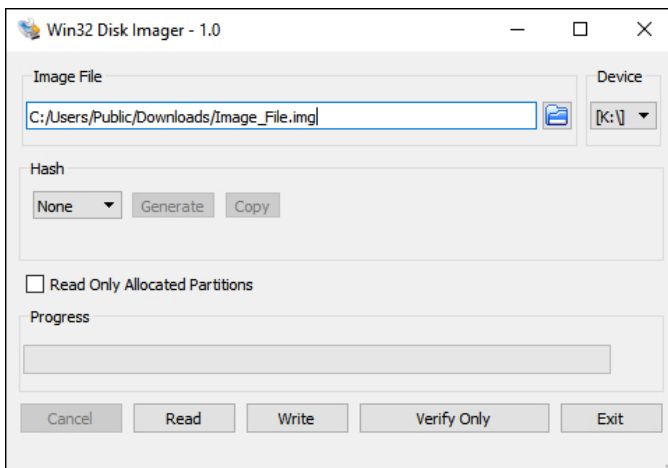 Win32 Disk Imager - 1.0
Image File
Device
C:/Users/Public/Downloads/Image_File.img
[K:\]
Hash
None Generate Copy
Read Only Allocated Partitions
Progress
Cancel Read Write Verify Only Exit